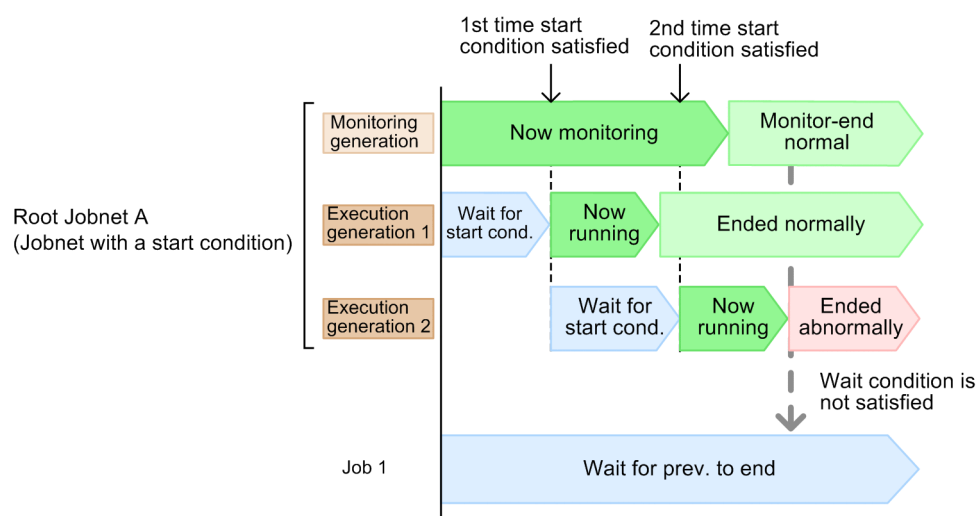 1st time start
condition satisfied
2nd time start
condition satisfied
Monitoring
generation
Now monitoring
Monitor-end
normal
Root Jobnet A
(Jobnet with a start condition)
Execution
generation 1
Wait for
start cond.
Now
running
Ended normally
Execution
generation 2
Wait for
start cond.
Now
running
Ended
abnormally
Wait condition is
not satisfied
Job 1
Wait for prev. to end